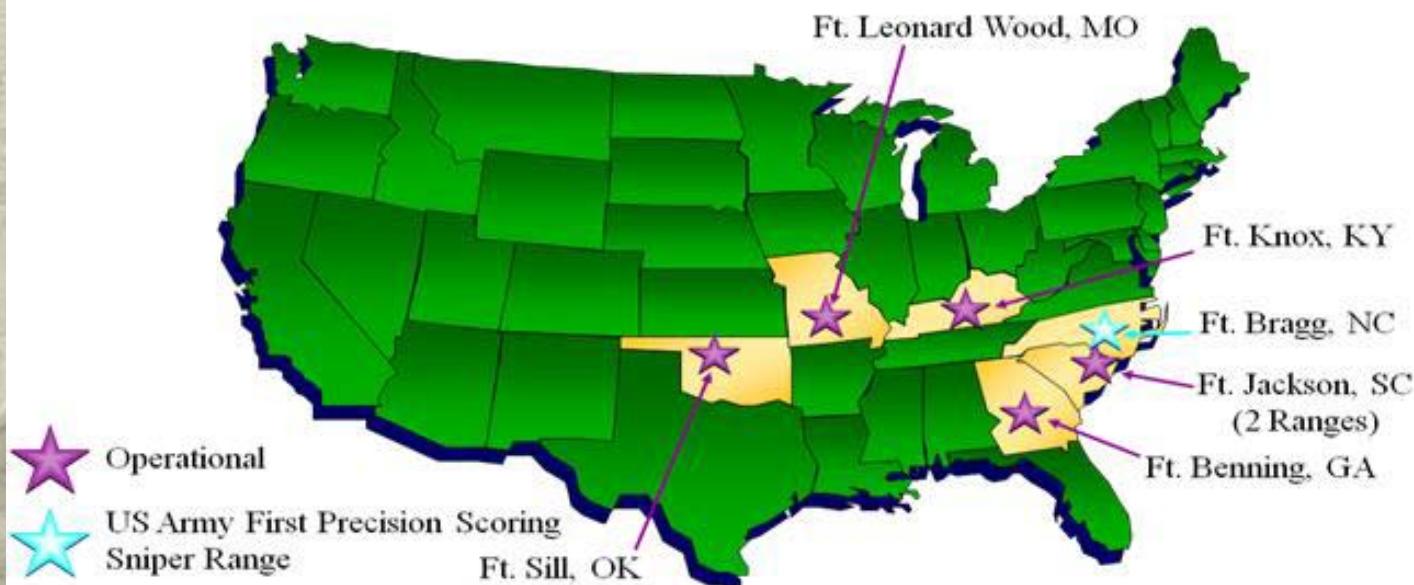 Ft. Leonard Wood, MO
Ft. Knox, KY
Ft. Bragg, NC
Ft. Jackson, SC
(2 Ranges)
Ft. Benning, GA
Operational
US Army First Precision Scoring
Sniper Range
Ft. Sill, OK